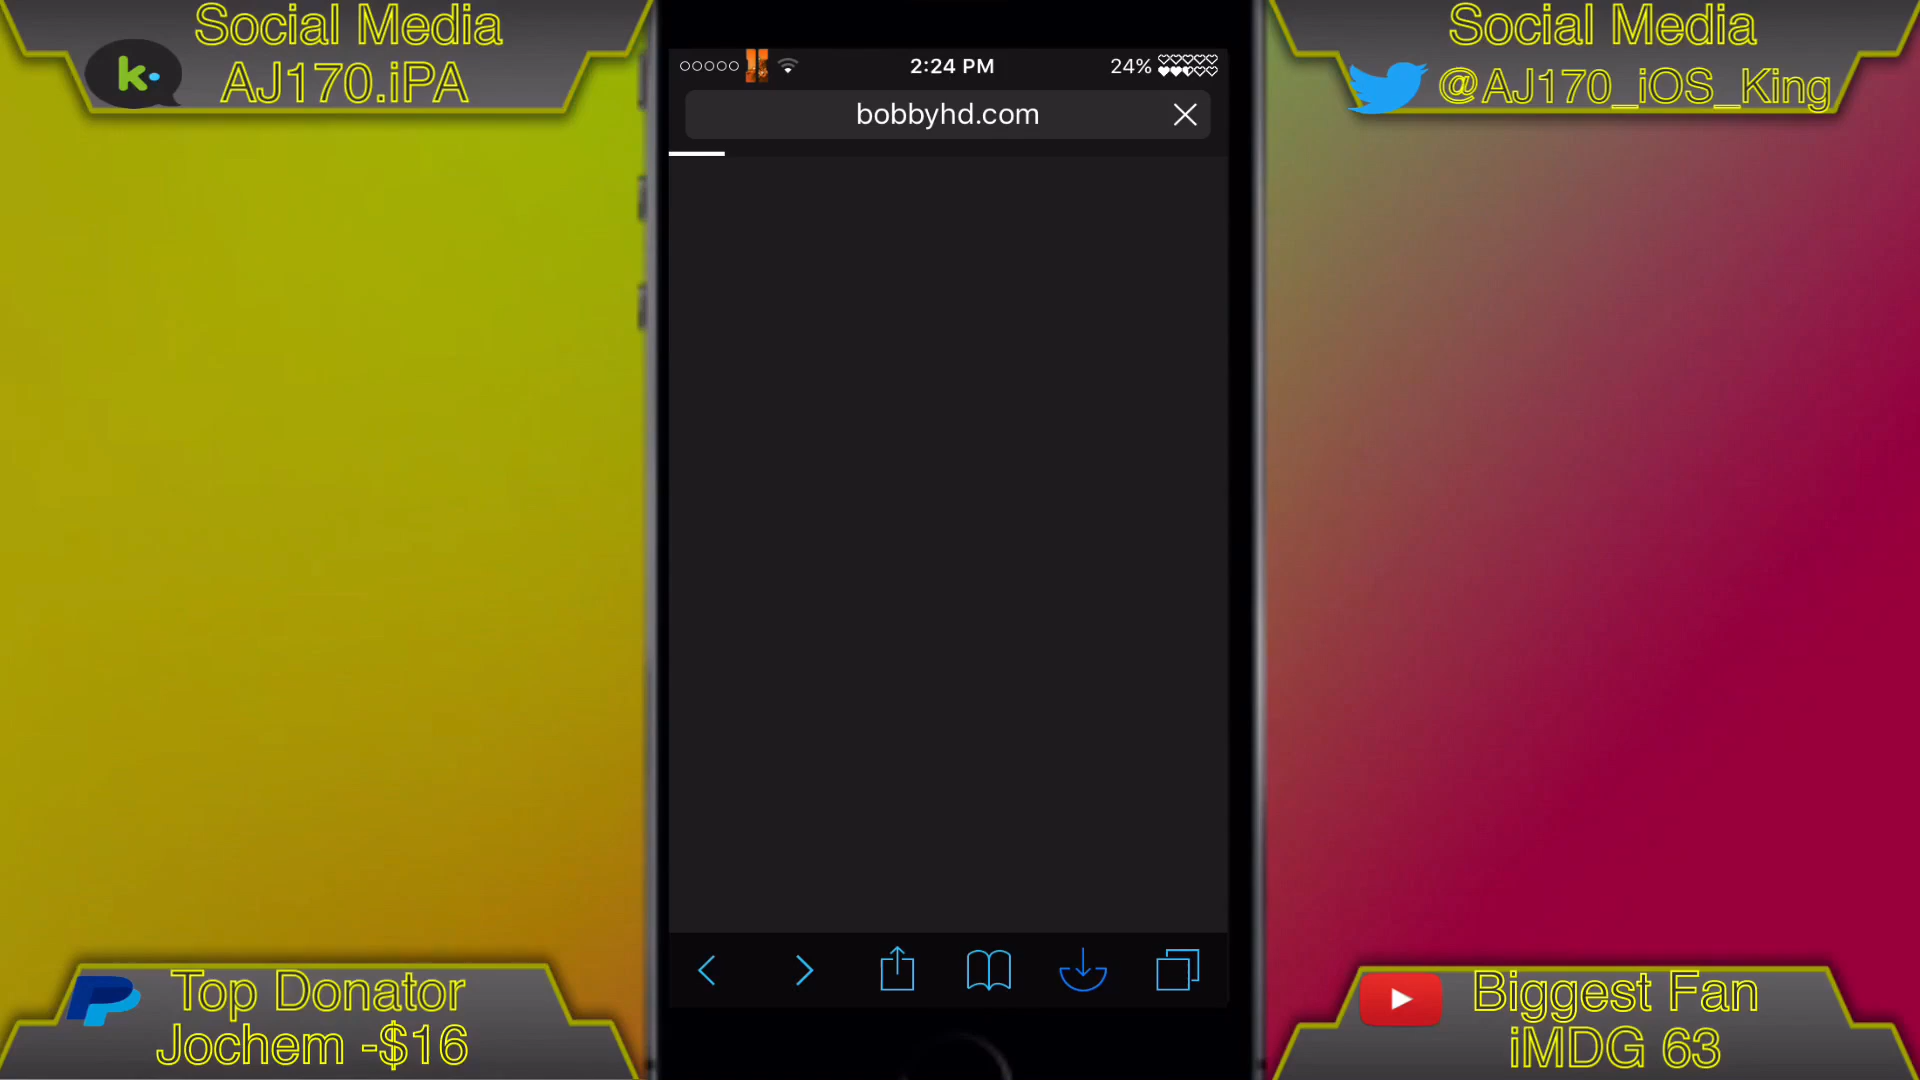 Social Media
AJ170.iPA
k.
Social Media
@AJ170_iOS_King
2:24 PM
24%
bobbyhd.com
Top Donator
Jochem -$16
Biggest Fan
iMDG 63